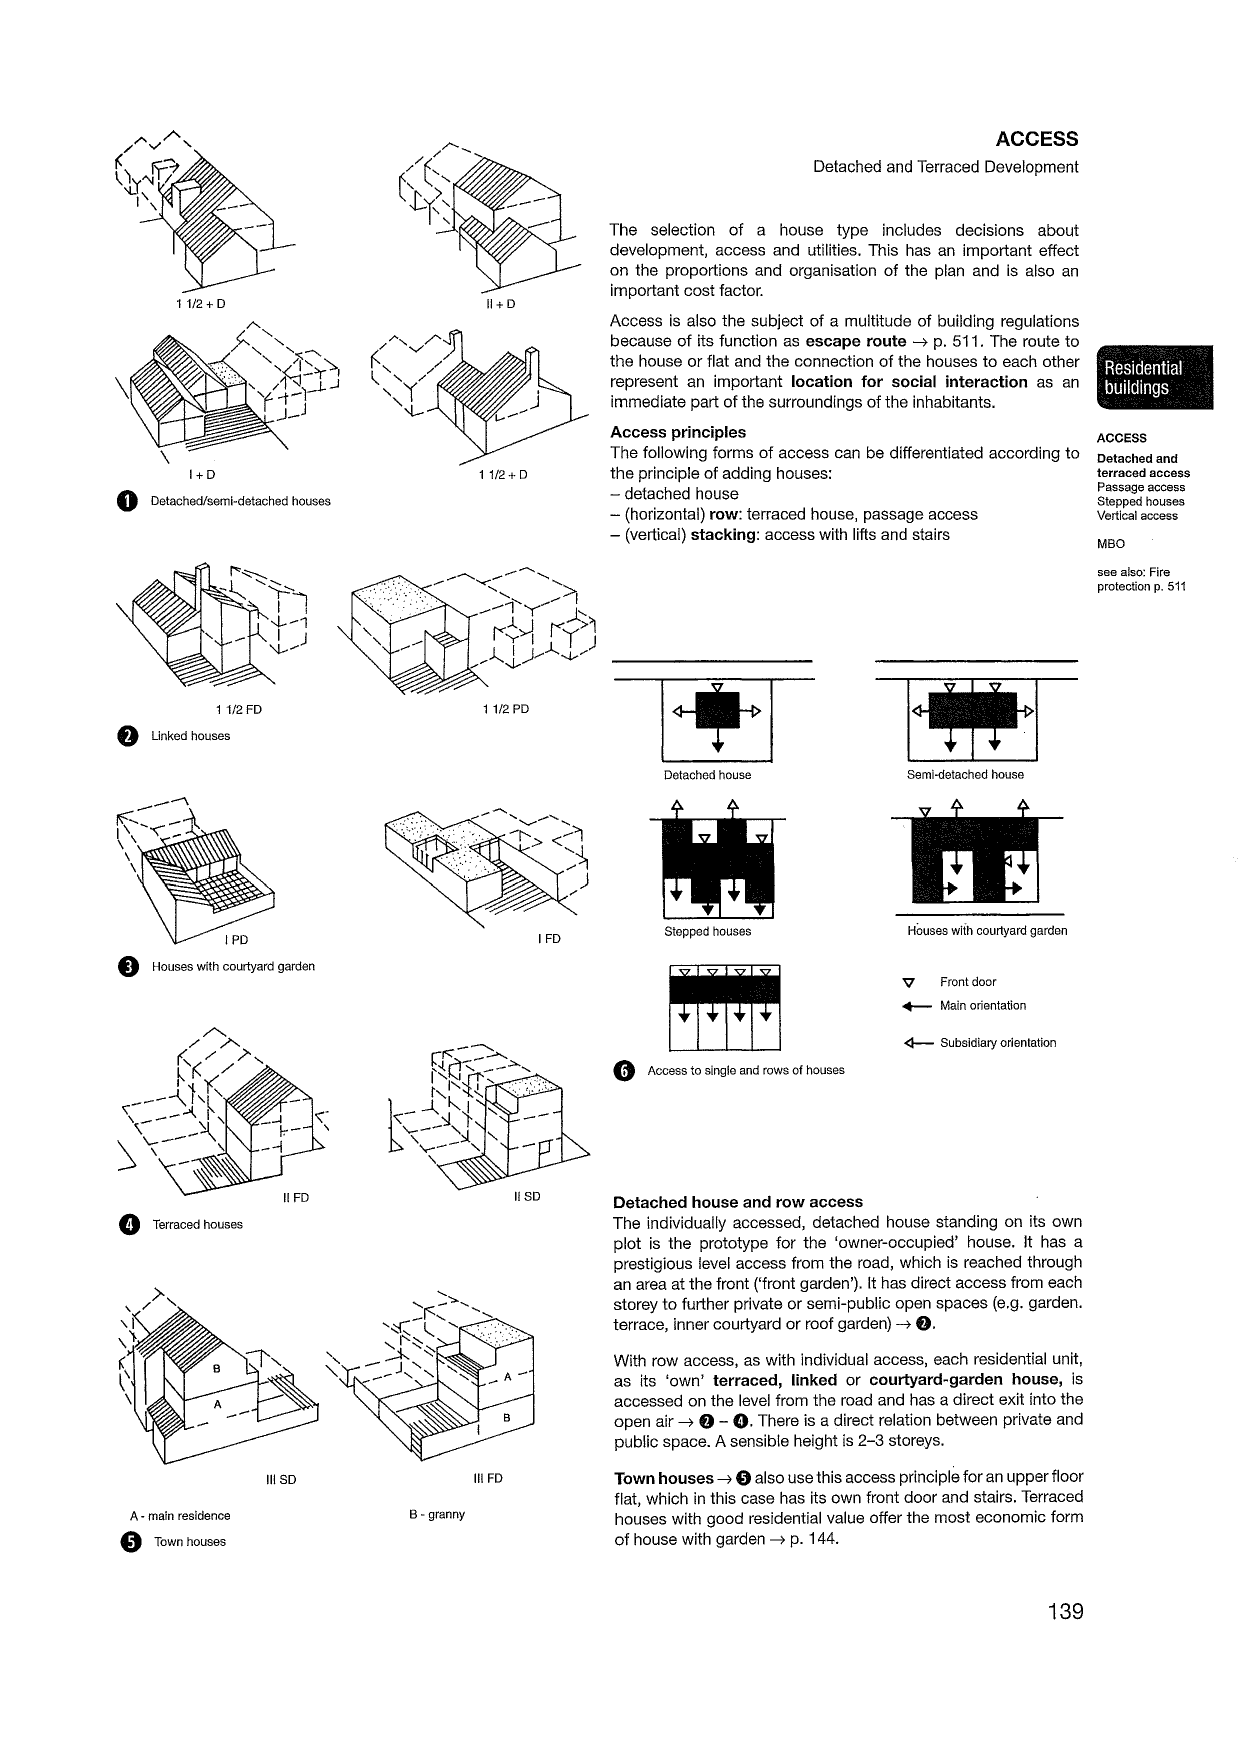 ACCESS
Detached and Terraced Development
The selection of a house type includes decisions about
development, access and utilities. This has an important effect
on the proportions and organisation of the plan and is also an
important cost factor.
Access is also the subject of a multitude of building regulations
because of its function as escape route → p. 511. The route to
the house or flat and the connection of the houses to each other
represent an important location for social interaction as an
immediate part of the surroundings of the inhabitants.
Access principles
The following forms of access can be differentiated according to
the principle of adding houses:
– detached house
– (horizontal) row: terraced house, passage access
– (vertical) stacking: access with lifts and stairs
Residential
buildings
ACCESS
Detached and
terraced access
Passage access
Stepped houses
Vertical access
MBO
see also: Fire
protection p. 511
1 1/2 + D
II + D
I + D
1 1/2 + D
❶ Detached/semi-detached houses
1 1/2 FD
1 1/2 PD
❷ Linked houses
I PD
I FD
❸ Houses with courtyard garden
II FD
II SD
❹ Terraced houses
B
A
A
B
III SD
III FD
A - main residence
B - granny
❺ Town houses
Detached house
Semi-detached house
Stepped houses
Houses with courtyard garden
Front door
Main orientation
Subsidiary orientation
❻ Access to single and rows of houses
Detached house and row access
The individually accessed, detached house standing on its own
plot is the prototype for the ‘owner-occupied’ house. It has a
prestigious level access from the road, which is reached through
an area at the front (‘front garden’). It has direct access from each
storey to further private or semi-public open spaces (e.g. garden.
terrace, inner courtyard or roof garden) → ❷.
With row access, as with individual access, each residential unit,
as its ‘own’ terraced, linked or courtyard-garden house, is
accessed on the level from the road and has a direct exit into the
open air → ❷ – ❹. There is a direct relation between private and
public space. A sensible height is 2–3 storeys.
Town houses → ❺ also use this access principle for an upper floor
flat, which in this case has its own front door and stairs. Terraced
houses with good residential value offer the most economic form
of house with garden → p. 144.
139